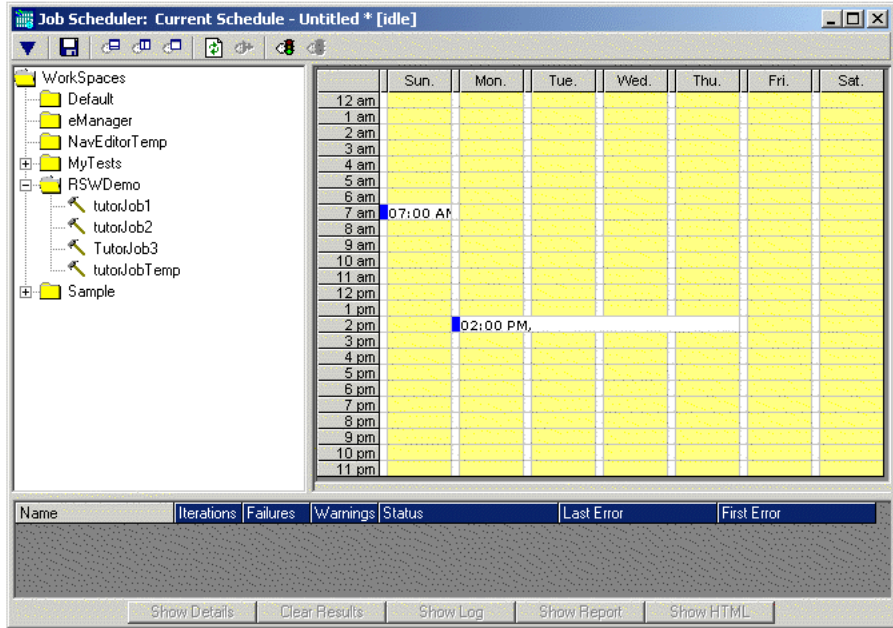 Job Scheduler: Current Schedule - Untitled * [idle]
WorkSpaces
Default
eManager
NavEditorTemp
MyTests
RSWDemo
tutorJob1
tutorJob2
TutorJob3
tutorJobTemp
Sample
Sun. Mon. Tue. Wed. Thu. Fri. Sat.
12 am
1 am
2 am
3 am
4 am
5 am
6 am
7 am 07:00 AM
8 am
9 am
10 am
11 am
12 pm
1 pm
2 pm 02:00 PM,
3 pm
4 pm
5 pm
6 pm
7 pm
8 pm
9 pm
10 pm
11 pm
Name Iterations Failures Warnings Status Last Error First Error
Show Details Clear Results Show Log Show Report Show HTML